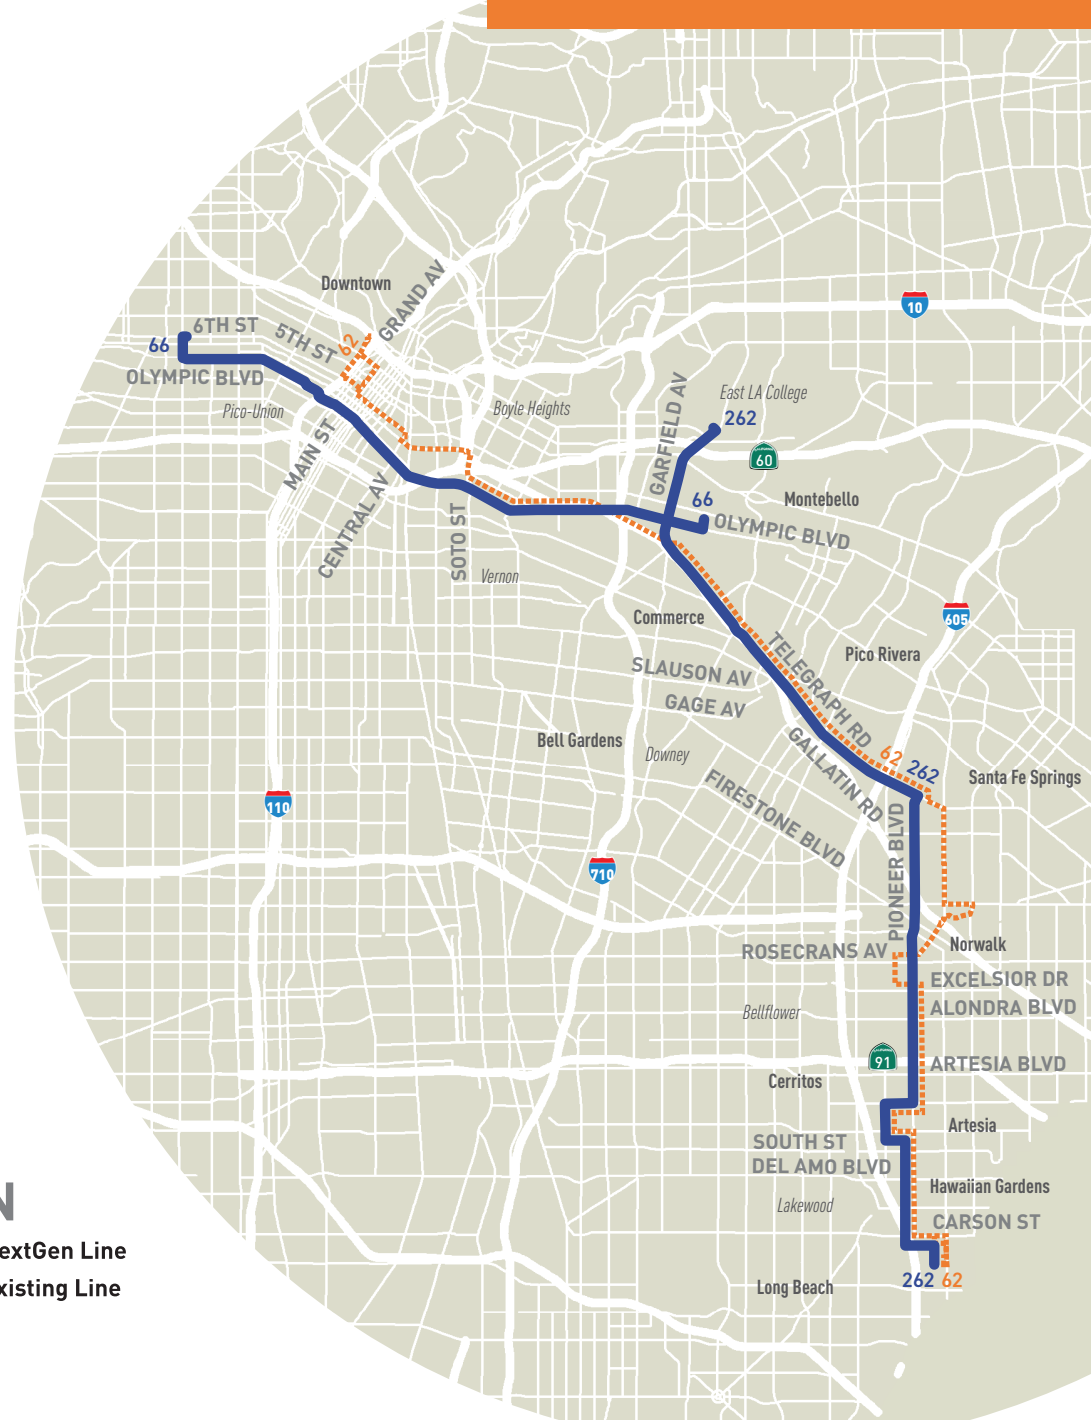 10
Downtown
GRAND AV
6TH ST
5TH ST
62
66
OLYMPIC BLVD
East LA College
Pico-Union
Boyle Heights
GARFIELD AV
262
MAIN ST
60
CENTRAL AV
66
Montebello
SOTO ST
OLYMPIC BLVD
Vernon
Commerce
605
TELEGRAPH RD
Pico Rivera
SLAUSON AV
GAGE AV
Bell Gardens
Downey
GALLATIN RD
62
262
Santa Fe Springs
110
FIRESTONE BLVD
PIONEER BLVD
710
ROSECRANS AV
Norwalk
EXCELSIOR DR
Bellflower
ALONDRA BLVD
91
ARTESIA BLVD
Cerritos
Artesia
SOUTH ST
DEL AMO BLVD
Hawaiian Gardens
Lakewood
CARSON ST
N
extGen Line
262 62
xisting Line
Long Beach